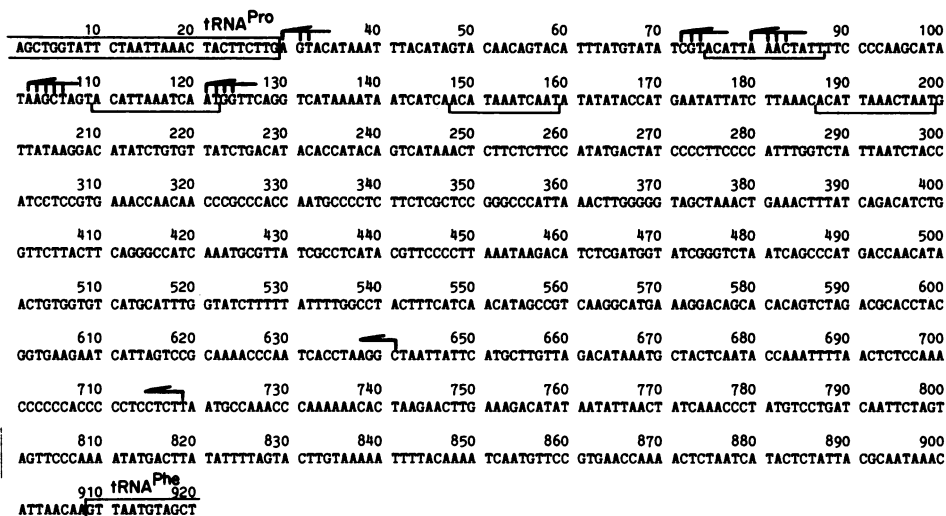 tRNAPro
10 20 30 40 50 60 70 80 90 100
AGCTGGTATT CTAATTAAAC TACTTCTTGA GTACATAAAT TTACATAGTA CAACAGTACA TTTATGTATA TCGTACATTA AACTATTTTC CCCAAGCATA
110 120 130 140 150 160 170 180 190 200
TAAGCTAGTA CATTAAATCA ATGGTTCAGG TCATAAAATA ATCATCAACA TAAATCAATA TATATACCAT GAATATTATC TTAAACACAT TAAACTAATG
210 220 230 240 250 260 270 280 290 300
TTATAAGGAC ATATCTGTGT TATCTGACAT ACACCATACA GTCATAAACT CTTCTCTTCC ATATGACTAT CCCCTTCCCC ATTTGGTCTA TTAATCTACC
310 320 330 340 350 360 370 380 390 400
ATCCTCCGTG AAACCAACAA CCCGCCCACC AATGCCCCTC TTCTCGCTCC GGGCCCATTA AACTTGGGGG TAGCTAAACT GAAACTTTAT CAGACATCTG
410 420 430 440 450 460 470 480 490 500
GTTCTTACTT CAGGGCCATC AAATGCGTTA TCGCCTCATA CGTTCCCCTT AAATAAGACA TCTCGATGGT ATCGGGTCTA ATCAGCCCAT GACCAACATA
510 520 530 540 550 560 570 580 590 600
ACTGTGGTGT CATGCATTTG GTATCTTTTT ATTTTGGCCT ACTTTCATCA ACATAGCCGT CAAGGCATGA AAGGACAGCA CACAGTCTAG ACGCACCTAC
610 620 630 650 660 670 680 690 700
GGTGAAGAAT CATTAGTCCG CAAAACCCAA TCACCTAAGG CTAATTATTC ATGCTTGTTA GACATAAATG CTACTCAATA CCAAATTTTA ACTCTCCAAA
710 730 740 750 760 770 780 790 800
CCCCCCACCC CCTCCTCTTA ATGCCAAACC CCAAAAACAC TAAGAACTTG AAAGACATAT AATATTAACT ATCAAACCCT ATGTCCTGAT CAATTCTAGT
810 820 830 840 850 860 870 880 890 900
AGTTCCCAAA ATATGACTTA TATTTTAGTA CTTGTAAAAA TTTTACAAAA TCAATGTTCC GTGAACCAAA ACTCTAATCA TACTCTATTA CGCAATAAAC
910 tRNAPhe 920
ATTAACAAGT TAATGTAGCT